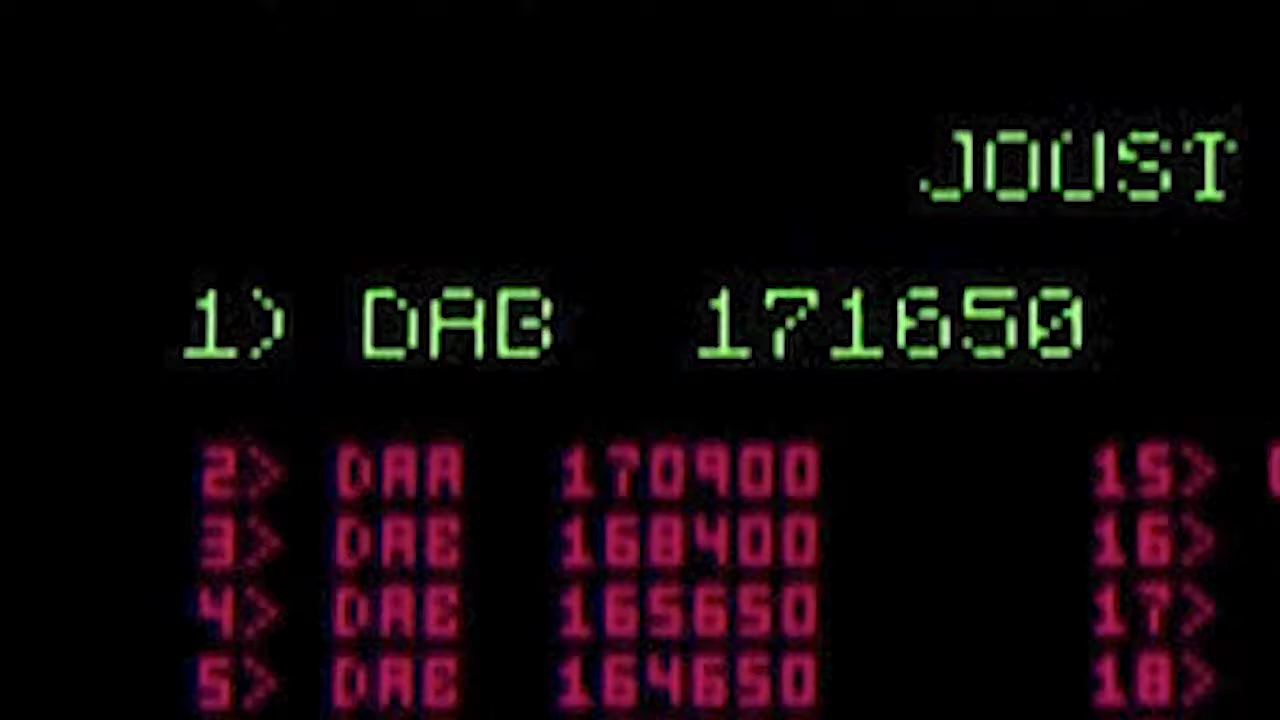 JOUST
1) DAB 171650
2> DAA 170900 15>
3> DAB 168400 16>
4> DAB 165650 17>
5> DAB 164650 18>